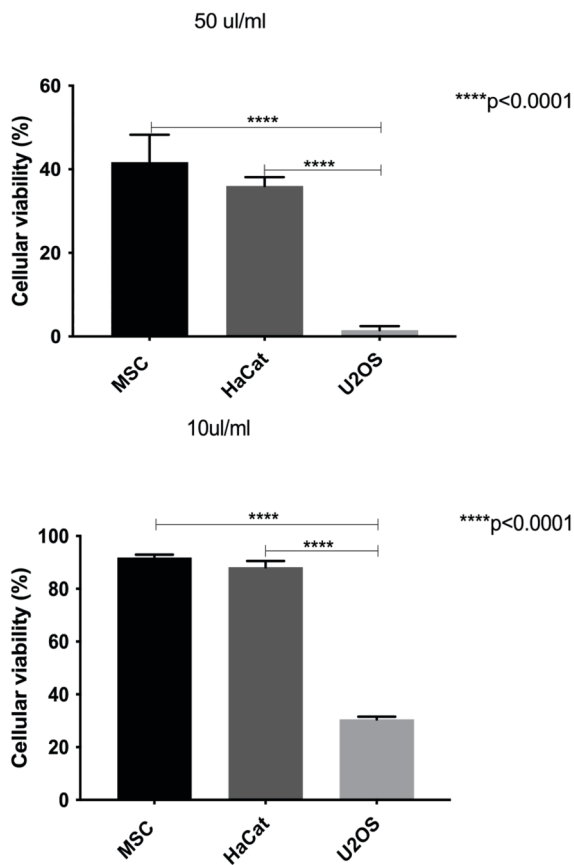 50 ul/ml
****p<0.0001
Cellular viability (%)
60
40
20
0
****
****
MSC
HaCat
U2OS
10ul/ml
****p<0.0001
Cellular viability (%)
100
80
60
40
20
0
****
****
MSC
HaCat
U2OS